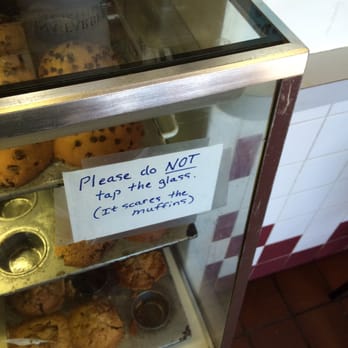 Please do NOT
tap the glass.
(It scares the
muffins)